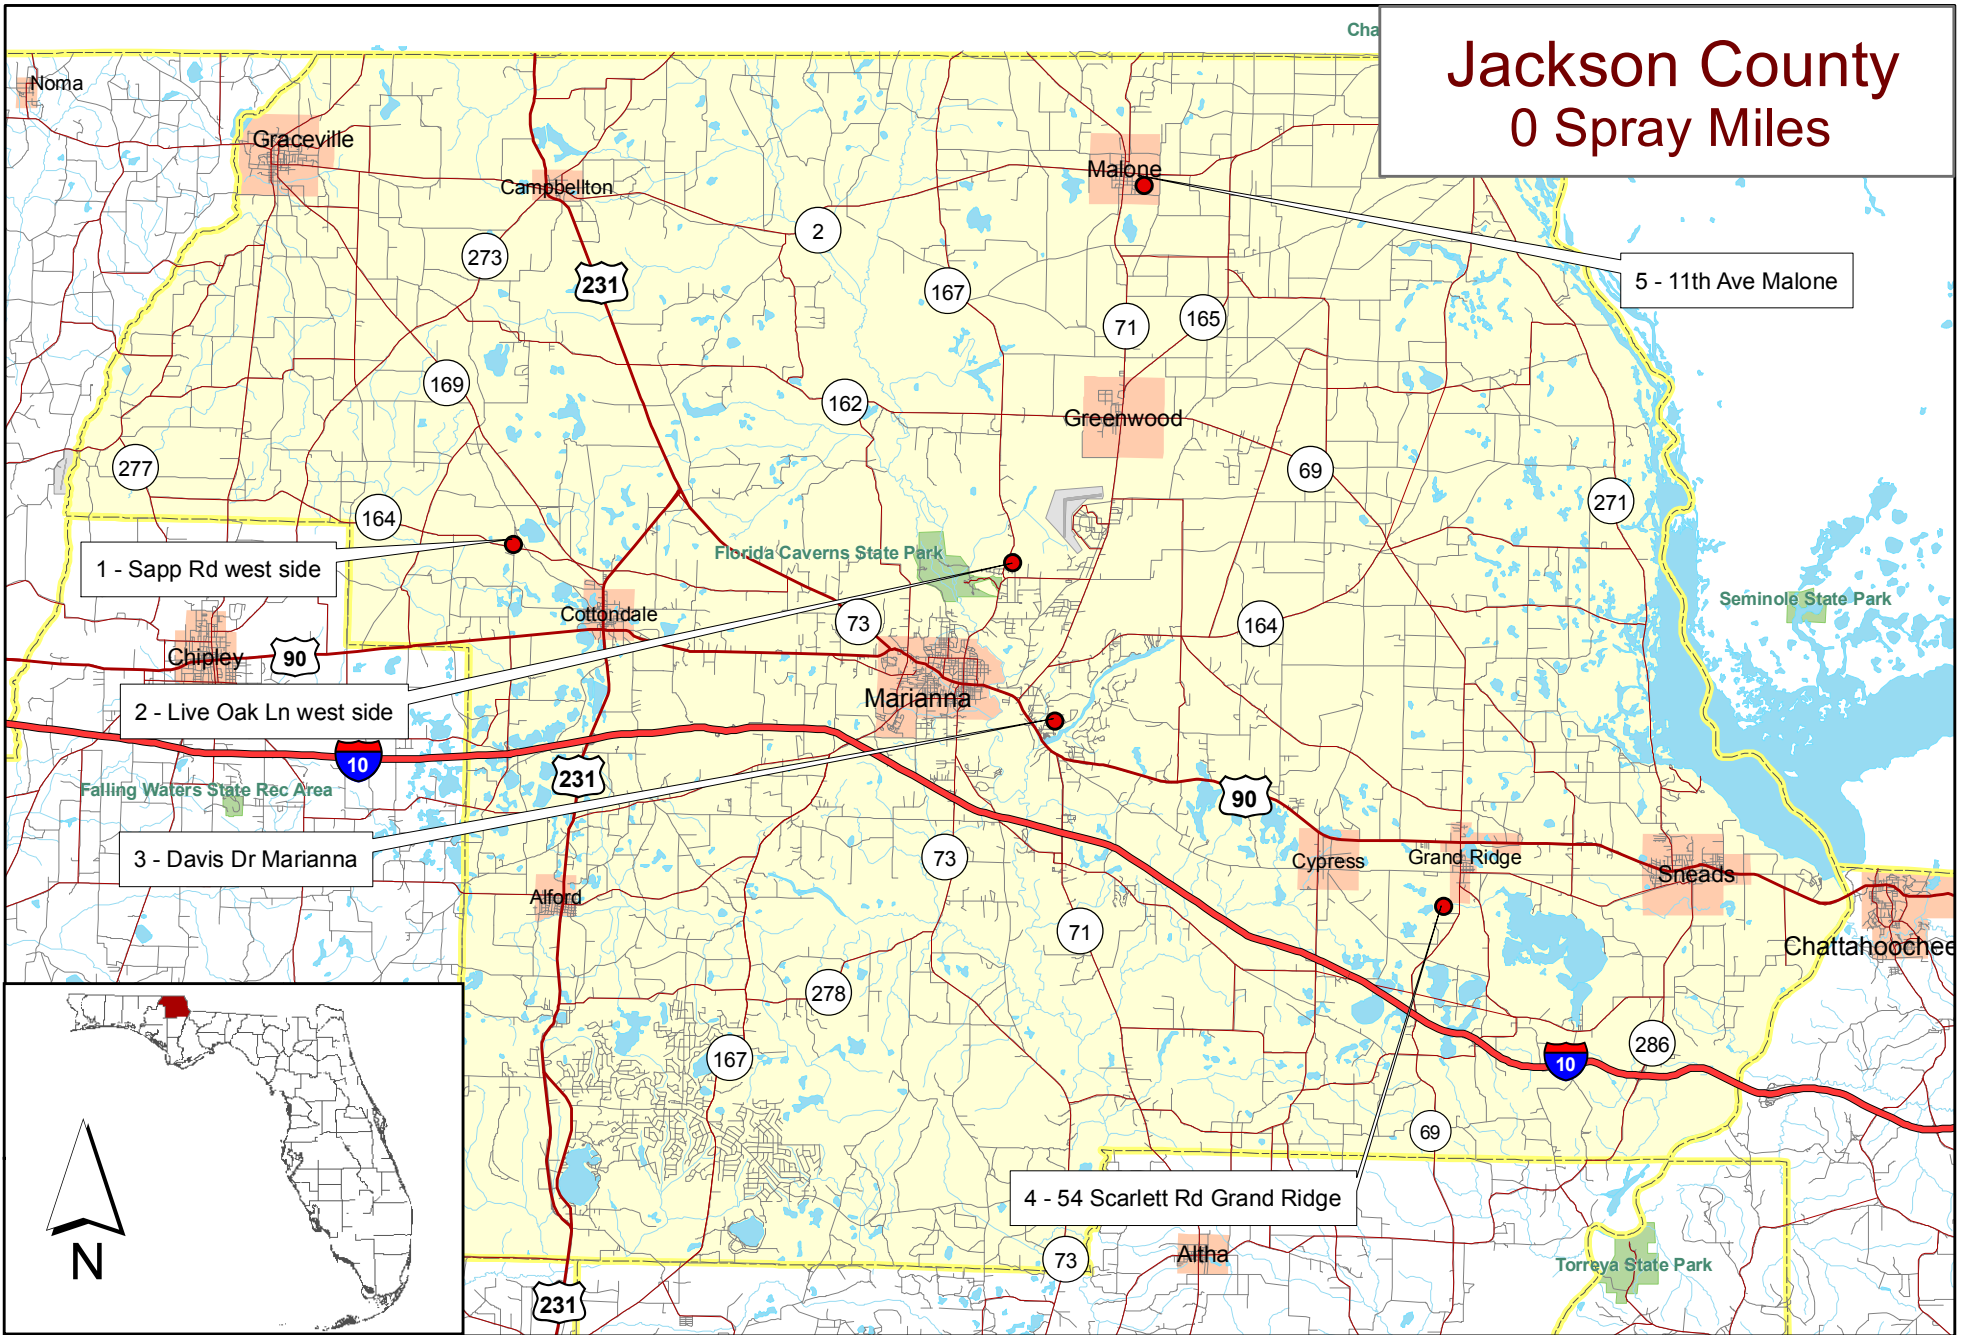 Cha
Jackson County
0 Spray Miles
Noma
Graceville
Campbellton
Malone
2
273
231
167
5 - 11th Ave Malone
71
165
169
162
Greenwood
277
69
271
164
1 - Sapp Rd west side
Florida Caverns State Park
Seminole State Park
Cottondale
73
164
Chipley
90
Marianna
2 - Live Oak Ln west side
10
231
Falling Waters State Rec Area
90
3 - Davis Dr Marianna
73
Cypress
Grand Ridge
Sneads
Alford
71
Chattahoochee
278
167
286
10
69
4 - 54 Scarlett Rd Grand Ridge
N
73
Altha
Torreya State Park
231